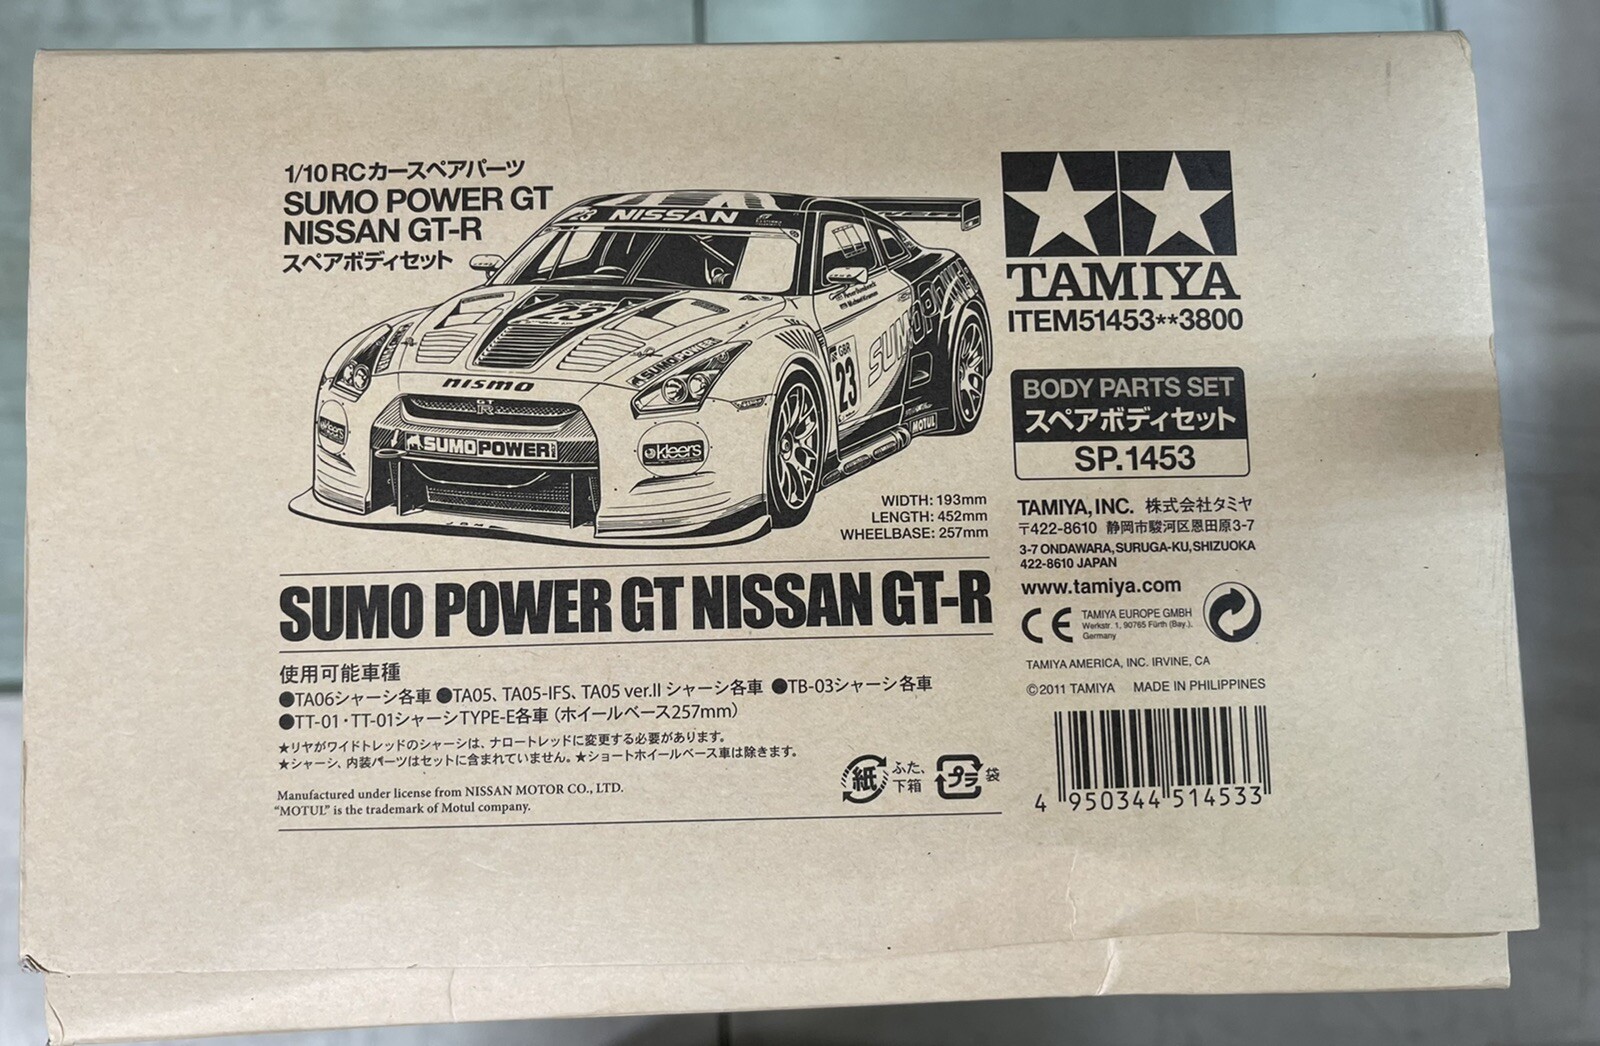 1/10 RCカースペアパーツ
SUMO POWER GT
NISSAN GT-R
スペアボディセット
23 NISSAN
23
SUMO POWER
nismo
GT
R
SUMOPOWER
kleers
kleers
GBR
23
SUMOPOWER
MOTUL
WIDTH: 193mm
LENGTH: 452mm
WHEELBASE: 257mm
SUMO POWER GT NISSAN GT-R
使用可能車種
●TA06シャーシ各車 ●TA05、TA05-IFS、TA05 ver.II シャーシ各車 ●TB-03シャーシ各車
●TT-01・TT-01シャーシTYPE-E各車（ホイールベース257mm）
★リヤがワイドトレッドのシャーシは、ナロートレッドに変更する必要があります。
★シャーシ、内装パーツはセットに含まれていません。★ショートホイールベース車は除きます。
Manufactured under license from NISSAN MOTOR CO., LTD.
“MOTUL” is the trademark of Motul company.
紙 ふた、下箱 プラ 袋
TAMIYA
ITEM51453**3800
BODY PARTS SET
スペアボディセット
SP.1453
TAMIYA, INC. 株式会社タミヤ
〒422-8610 静岡市駿河区恩田原3-7
3-7 ONDAWARA, SURUGA-KU, SHIZUOKA
422-8610 JAPAN
www.tamiya.com
CE TAMIYA EUROPE GMBH
Werkstr. 1, 90765 Fürth (Bay.),
Germany
TAMIYA AMERICA, INC. IRVINE, CA
©2011 TAMIYA MADE IN PHILIPPINES
4 950344 514533